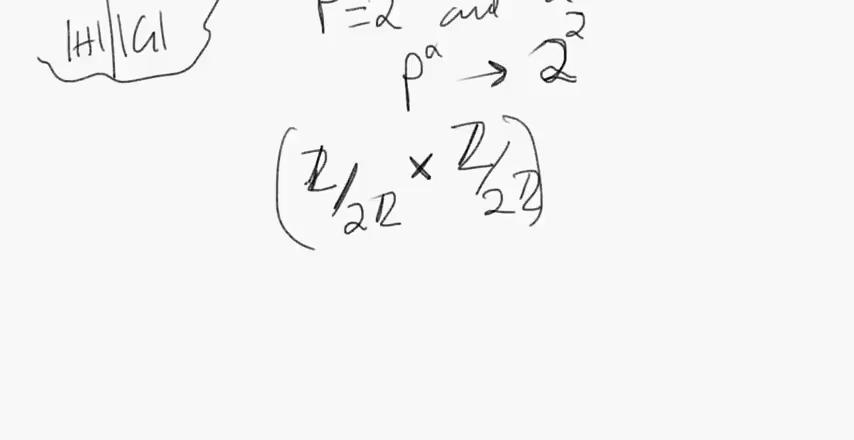 P = 2 and
|H| | |G|
p^α → 2^2
(ℤ/2ℤ × ℤ/2ℤ)